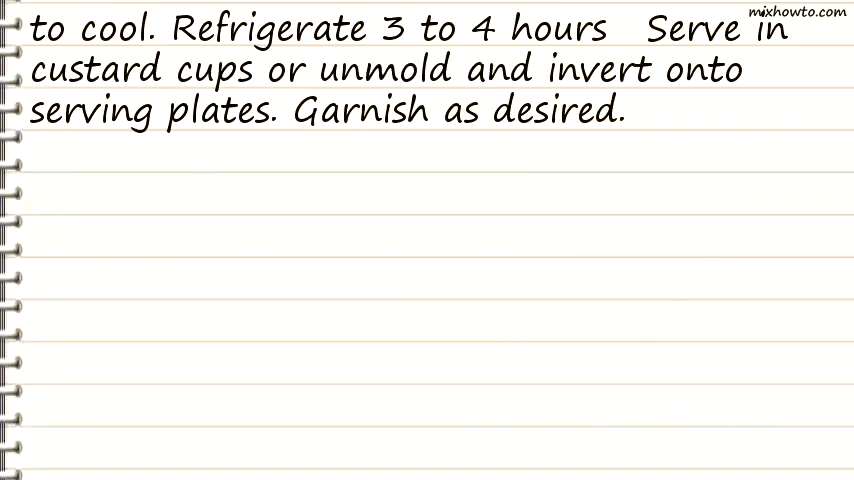 mixhowto.com
to cool. Refrigerate 3 to 4 hours   Serve in
custard cups or unmold and invert onto
serving plates. Garnish as desired.